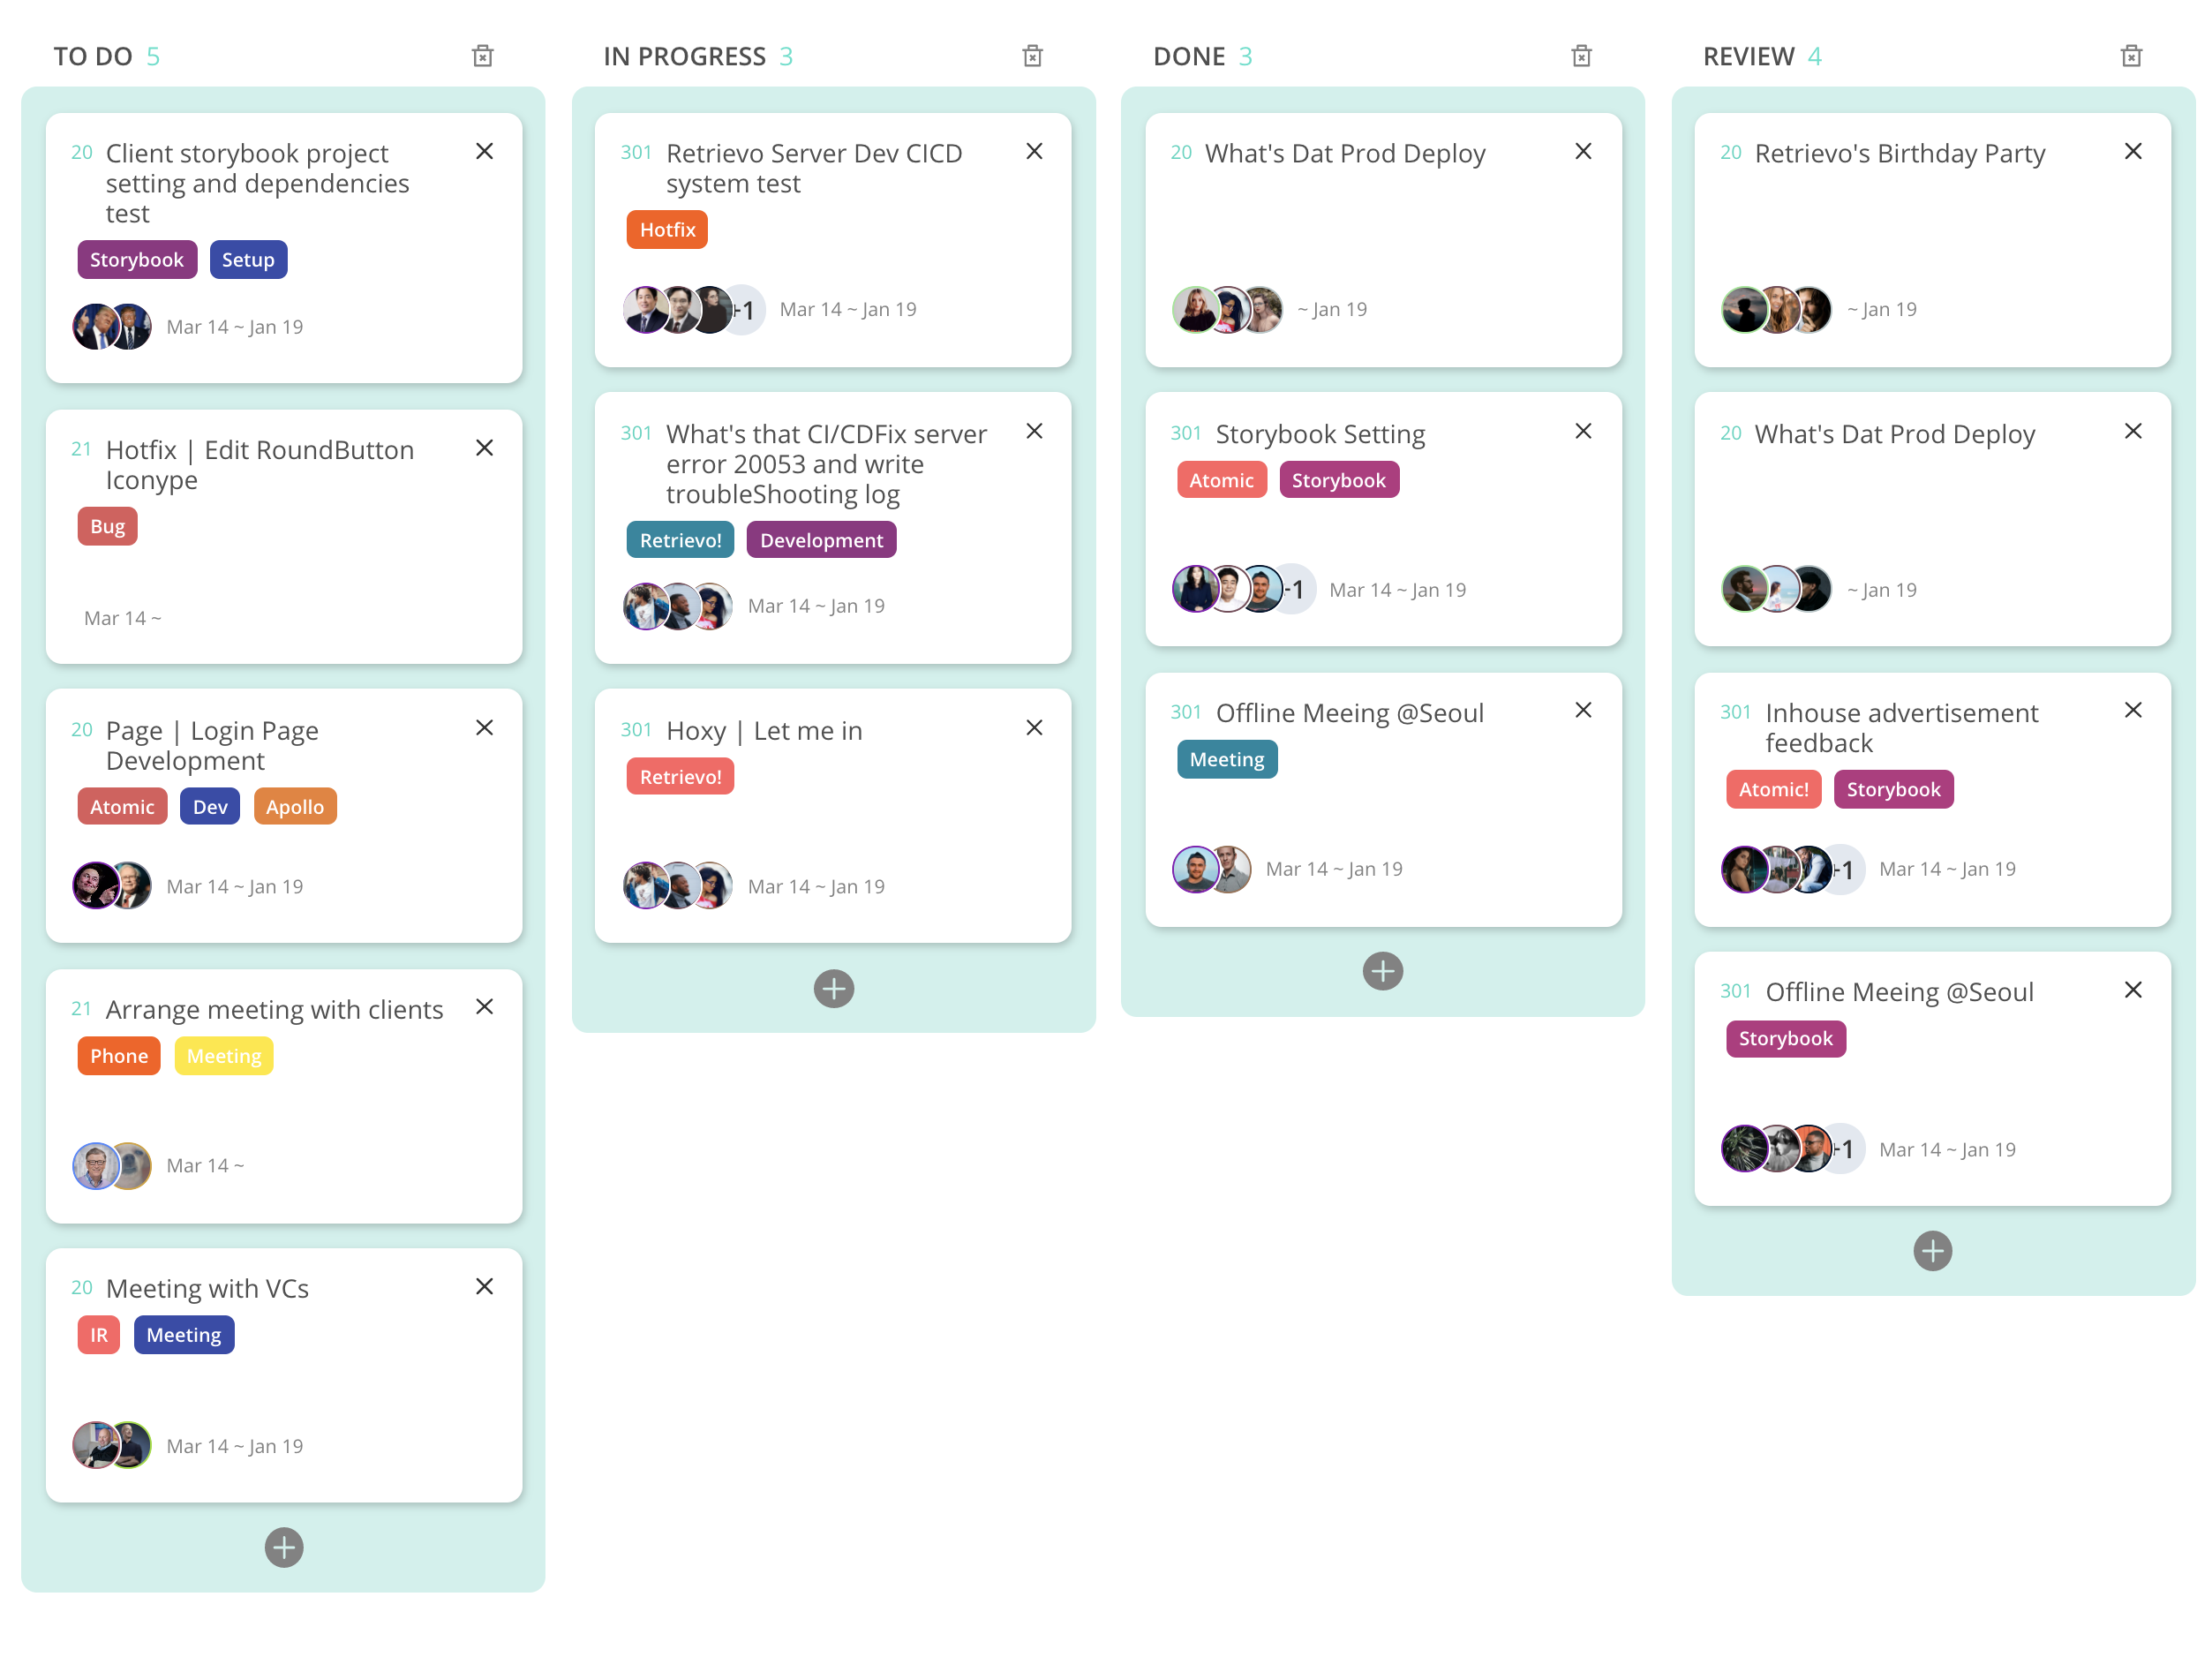 TO DO 5
20 Client storybook project
setting and dependencies
test
Storybook Setup
Mar 14 ~ Jan 19
21 Hotfix | Edit RoundButton
Iconype
Bug
Mar 14 ~
20 Page | Login Page
Development
Atomic Dev Apollo
Mar 14 ~ Jan 19
21 Arrange meeting with clients
Phone Meeting
Mar 14 ~
20 Meeting with VCs
IR Meeting
Mar 14 ~ Jan 19
IN PROGRESS 3
301 Retrievo Server Dev CICD
system test
Hotfix
+1 Mar 14 ~ Jan 19
301 What's that CI/CDFix server
error 20053 and write
troubleShooting log
Retrievo! Development
Mar 14 ~ Jan 19
301 Hoxy | Let me in
Retrievo!
Mar 14 ~ Jan 19
DONE 3
20 What's Dat Prod Deploy
~ Jan 19
301 Storybook Setting
Atomic Storybook
+1 Mar 14 ~ Jan 19
301 Offline Meeing @Seoul
Meeting
Mar 14 ~ Jan 19
REVIEW 4
20 Retrievo's Birthday Party
~ Jan 19
20 What's Dat Prod Deploy
~ Jan 19
301 Inhouse advertisement
feedback
Atomic! Storybook
+1 Mar 14 ~ Jan 19
301 Offline Meeing @Seoul
Storybook
+1 Mar 14 ~ Jan 19